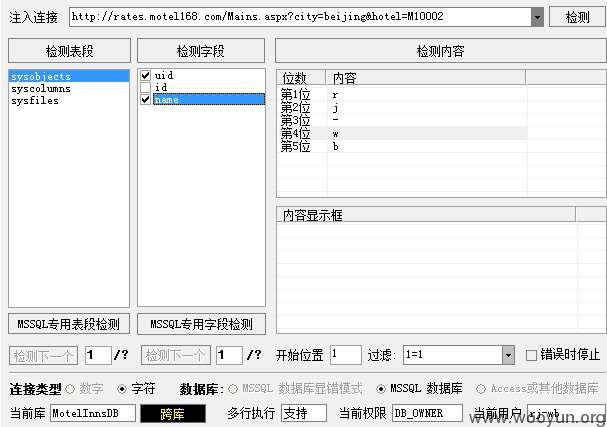 注入连接 http://rates.motel168.com/Mains.aspx?city=beijing&hotel=M10002 检测
检测表段 检测字段 检测内容
sysobjects
syscolumns
sysfiles
uid
id
name
位数 内容
第1位 r
第2位 j
第3位 -
第4位 w
第5位 b
内容显示框
MSSQL专用表段检测 MSSQL专用字段检测
检测下一个 1 /? 检测下一个 1 /? 开始位置 1 过滤: 1=1 错误时停止
连接类型 数字 字符 数据库: MSSQL 数据库显错模式 MSSQL 数据库 Access或其他数据库
当前库 MotelInnsDB 跨库 多行执行 支持 当前权限 DB_OWNER 当前用户 rj-wb
www.wooyun.org